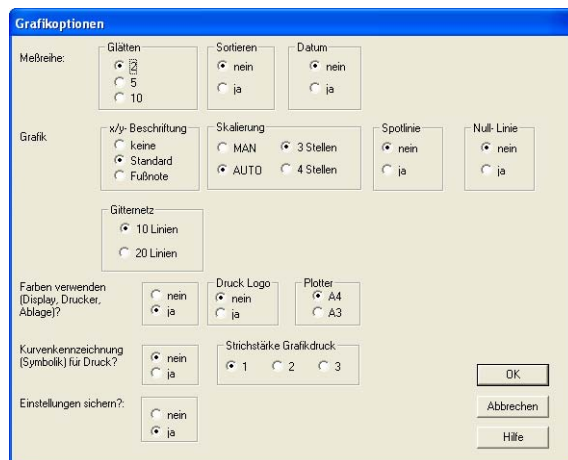 Grafikoptionen
Meßreihe:
Glätten
2
5
10
Sortieren
nein
ja
Datum
nein
ja
Grafik
x/y- Beschriftung
keine
Standard
Fußnote
Skalierung
MAN
AUTO
3 Stellen
4 Stellen
Spotlinie
nein
ja
Null- Linie
nein
ja
Gitternetz
10 Linien
20 Linien
Farben verwenden
(Display, Drucker,
Ablage)?
nein
ja
Druck Logo
nein
ja
Plotter
A4
A3
Kurvenkennzeichnung
(Symbolik) für Druck?
nein
ja
Strichstärke Grafikdruck
1 2 3
Einstellungen sichern?:
nein
ja
OK
Abbrechen
Hilfe